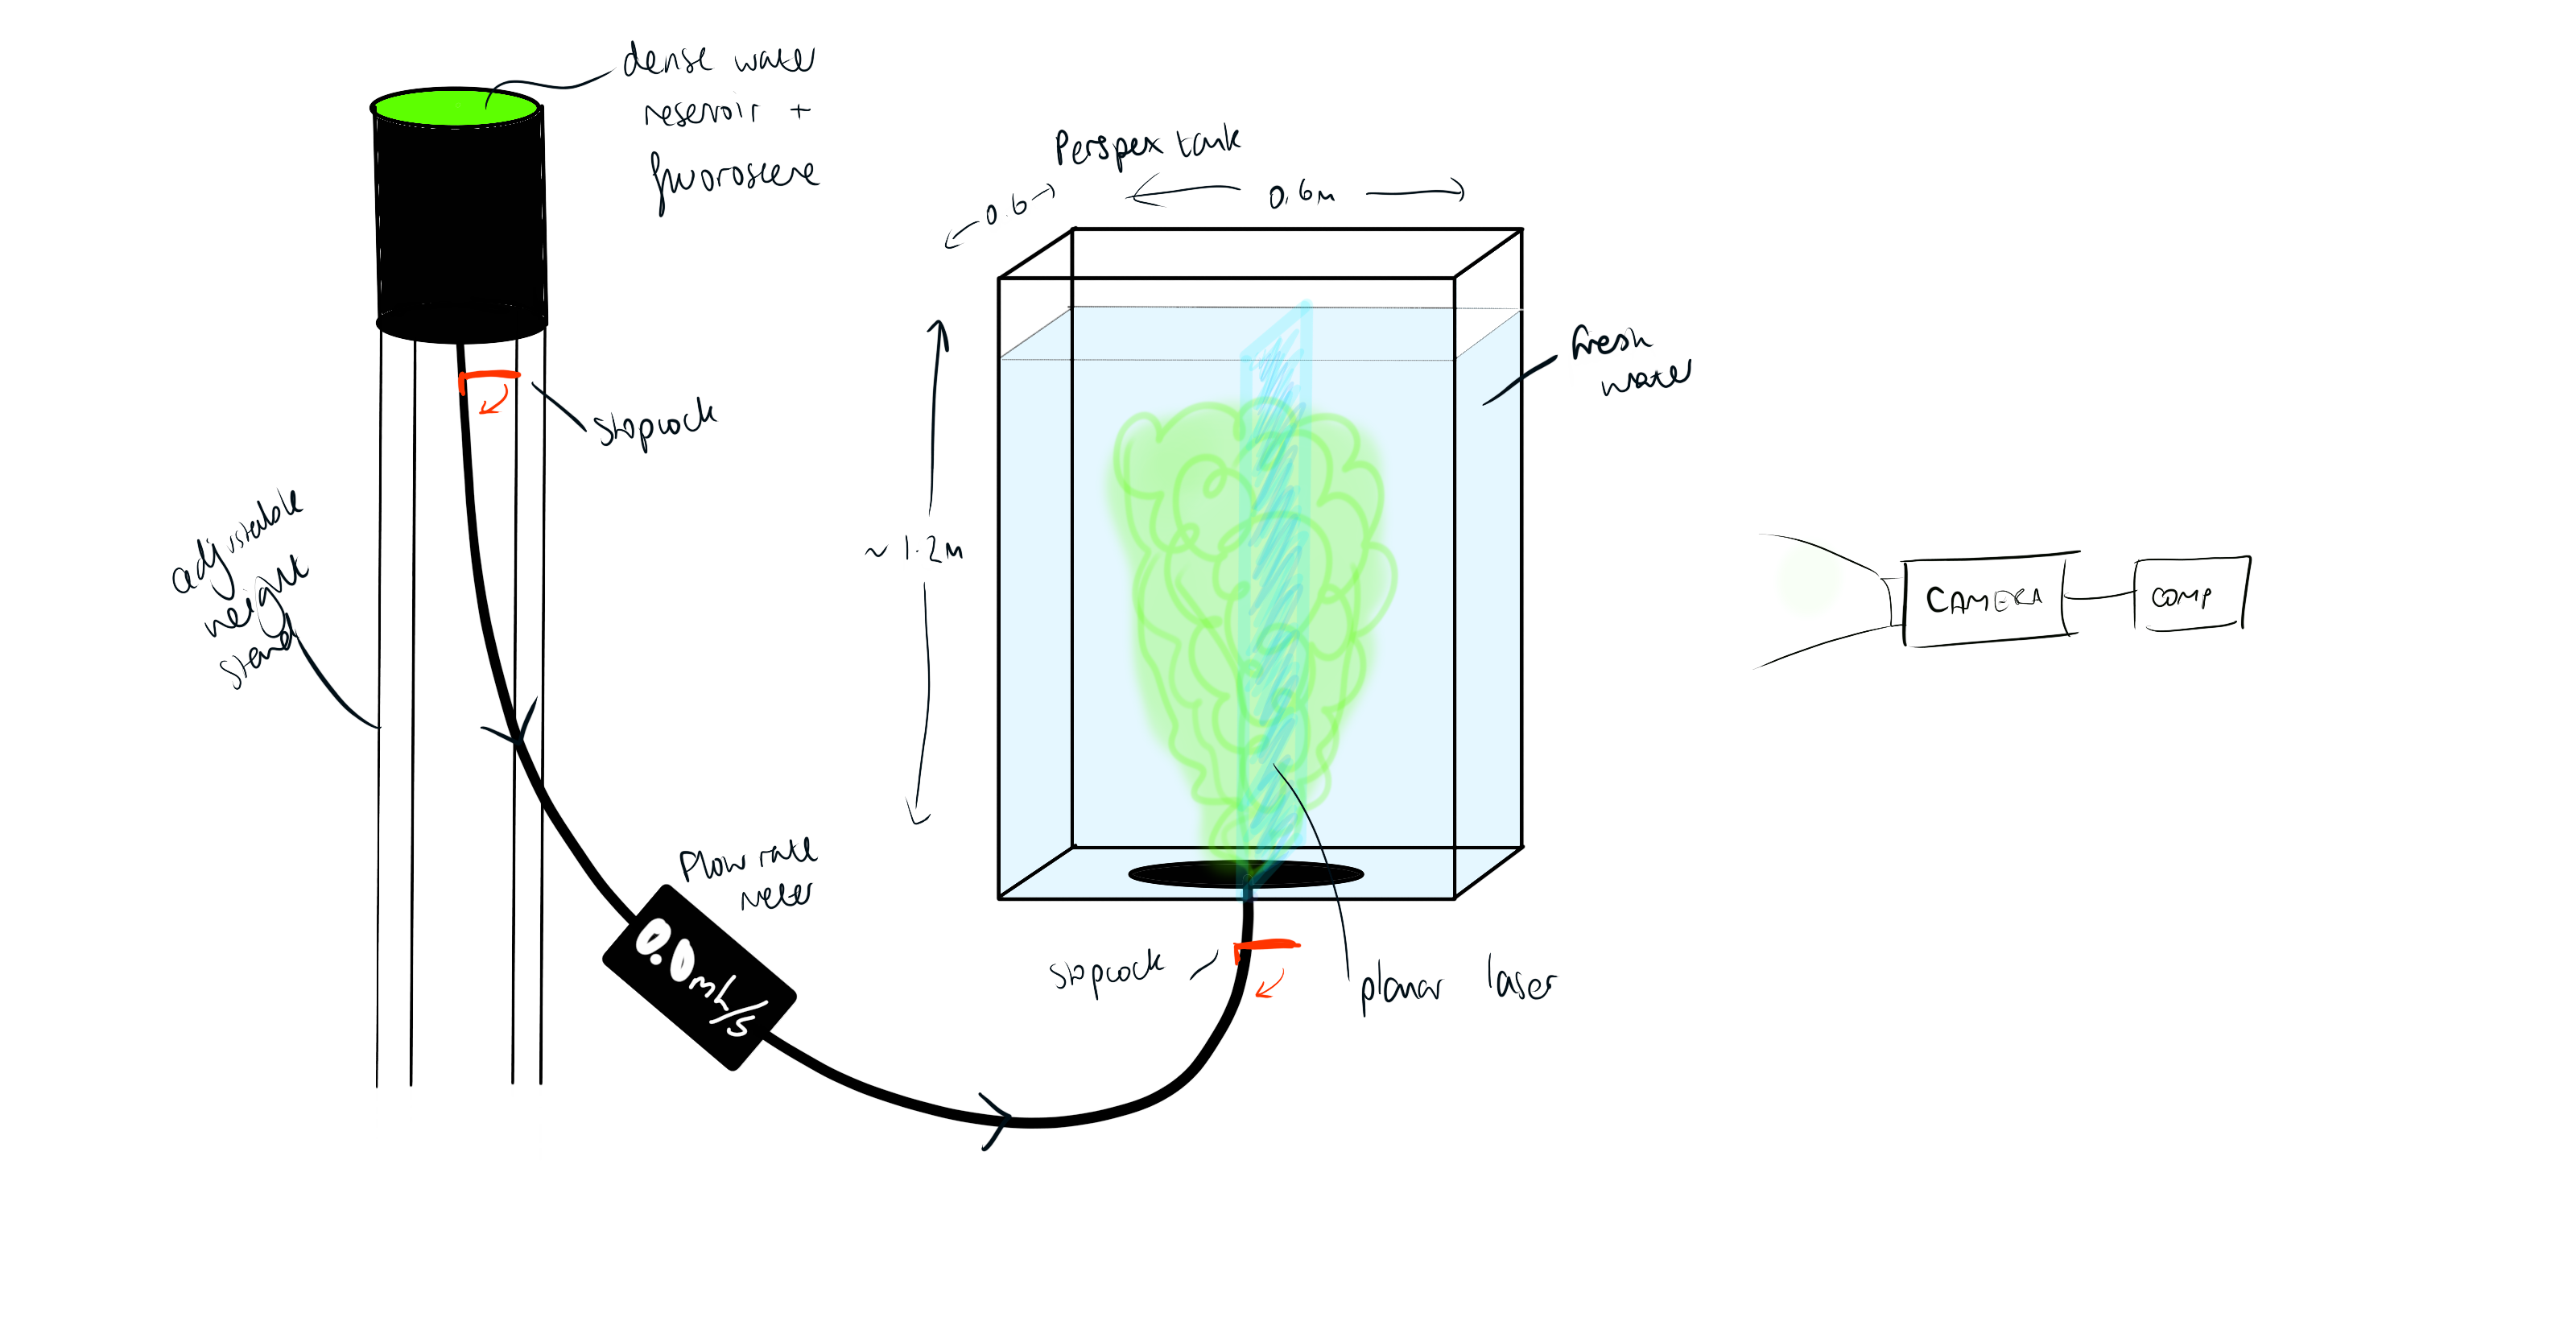 dense water
reservoir +
fluoroscene
Perspex tank
0.6
0.6m
fresh
water
stopcock
adjustable
height
stand
~ 1.2m
CAMERA
COMP
Flow rate
meter
0.0mL/s
stopcock
planar laser